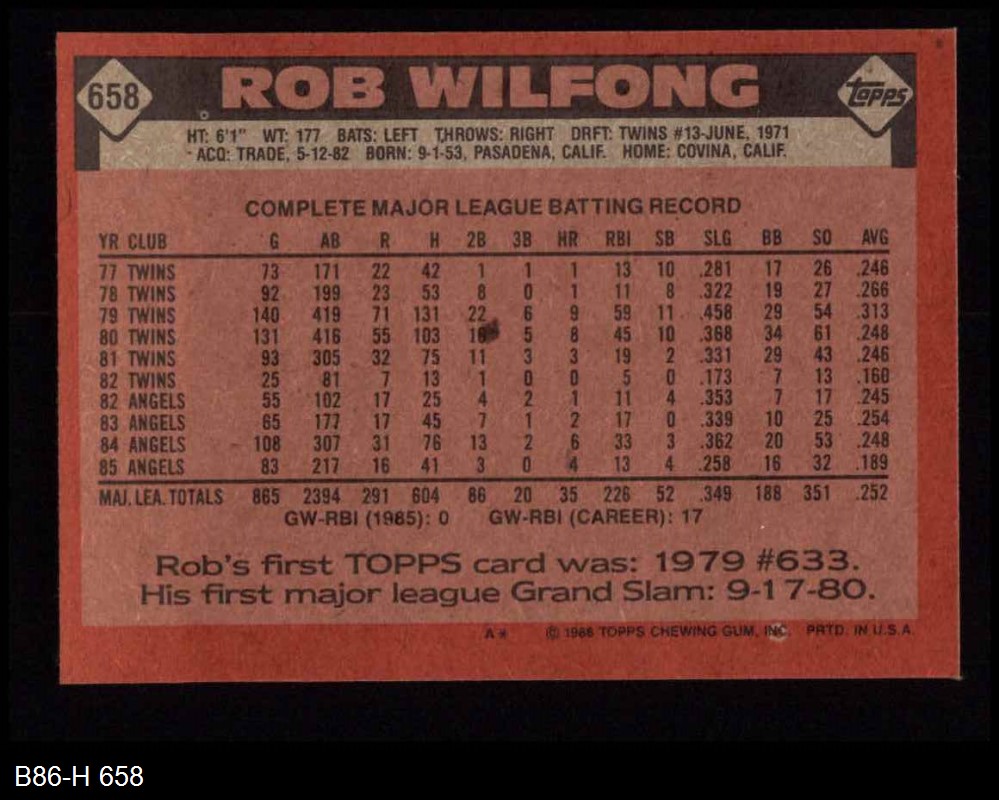 658 ROB WILFONG Topps
HT: 6'1" WT: 177 BATS: LEFT THROWS: RIGHT DRFT: TWINS #13-JUNE, 1971
ACQ: TRADE, 5-12-82 BORN: 9-1-53, PASADENA, CALIF. HOME: COVINA, CALIF.
COMPLETE MAJOR LEAGUE BATTING RECORD
YR CLUB G AB R H 2B 3B HR RBI SB SLG BB SO AVG
77 TWINS 73 171 22 42 1 1 1 13 10 .281 17 26 .246
78 TWINS 92 199 23 53 8 0 1 11 8 .322 19 27 .266
79 TWINS 140 419 71 131 22 6 9 59 11 .458 29 54 .313
80 TWINS 131 416 55 103 16 5 8 45 10 .368 34 61 .248
81 TWINS 93 305 32 75 11 3 3 19 2 .331 29 43 .246
82 TWINS 25 81 7 13 1 0 0 5 0 .173 7 13 .160
82 ANGELS 55 102 17 25 4 2 1 11 4 .353 7 17 .245
83 ANGELS 65 177 17 45 7 1 2 17 0 .339 10 25 .254
84 ANGELS 108 307 31 76 13 2 6 33 3 .362 20 53 .248
85 ANGELS 83 217 16 41 3 0 4 13 4 .258 16 32 .189
MAJ. LEA. TOTALS 865 2394 291 604 86 20 35 226 52 .349 188 351 .252
GW-RBI (1985): 0 GW-RBI (CAREER): 17
Rob's first TOPPS card was: 1979 #633.
His first major league Grand Slam: 9-17-80.
A* © 1986 TOPPS CHEWING GUM, INC. PRTD. IN U.S.A.
B86-H 658